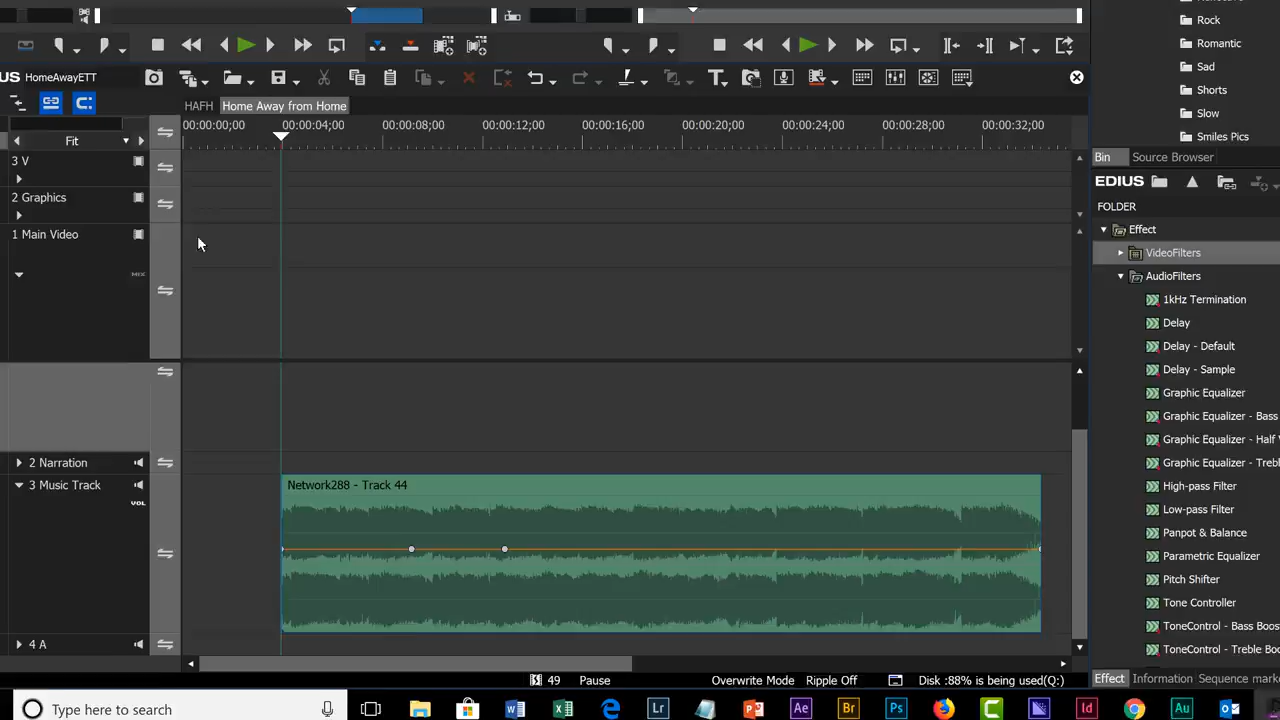 IUS HomeAwayETT
HAFH Home Away from Home
00:00:00;00 00:00:04;00 00:00:08;00 00:00:12;00 00:00:16;00 00:00:20;00 00:00:24;00 00:00:28;00 00:00:32;00
Fit
3 V
2 Graphics
1 Main Video
MIX
2 Narration
3 Music Track
VOL
Network288 - Track 44
4 A
49 Pause Overwrite Mode Ripple Off Disk :88% is being used(Q:)
Rock
Romantic
Sad
Shorts
Slow
Smiles Pics
Bin Source Browser
EDIUS
FOLDER
Effect
VideoFilters
AudioFilters
1kHz Termination
Delay
Delay - Default
Delay - Sample
Graphic Equalizer
Graphic Equalizer - Bass
Graphic Equalizer - Half
Graphic Equalizer - Treb
High-pass Filter
Low-pass Filter
Panpot & Balance
Parametric Equalizer
Pitch Shifter
Tone Controller
ToneControl - Bass Boos
ToneControl - Treble Bo
Effect Information Sequence mark
Type here to search
W X e Lr P Ae Br Ps C Id Au